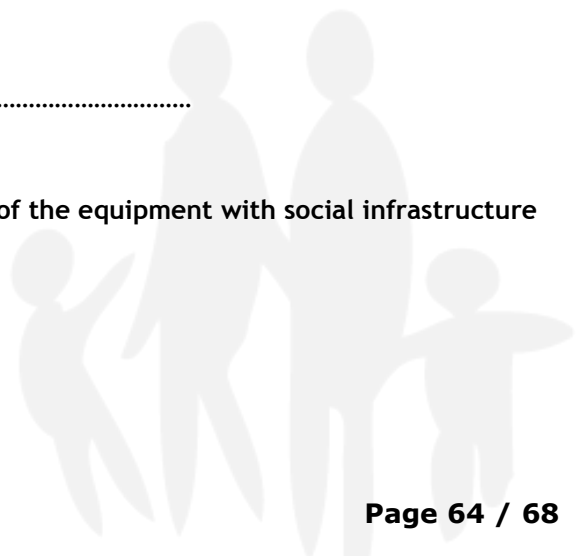 ................................
of the equipment with social infrastructure
Page 64 / 68